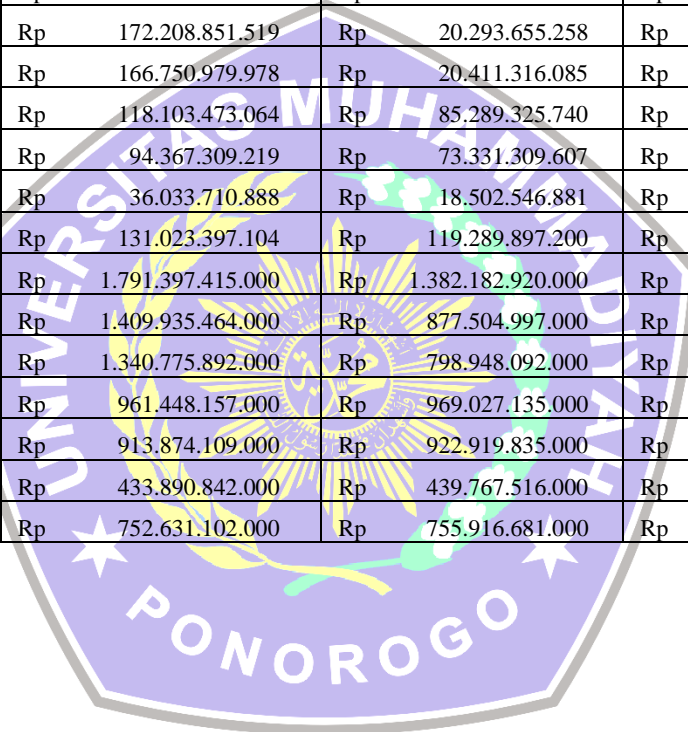 Rp 172.208.851.519 Rp 20.293.655.258 Rp
Rp 166.750.979.978 Rp 20.411.316.085 Rp
Rp 118.103.473.064 Rp 85.289.325.740 Rp
Rp 94.367.309.219 Rp 73.331.309.607 Rp
Rp 36.033.710.888 Rp 18.502.546.881 Rp
Rp 131.023.397.104 Rp 119.289.897.200 Rp
Rp 1.791.397.415.000 Rp 1.382.182.920.000 Rp
Rp 1.409.935.464.000 Rp 877.504.997.000 Rp
Rp 1.340.775.892.000 Rp 798.948.092.000 Rp
Rp 961.448.157.000 Rp 969.027.135.000 Rp
Rp 913.874.109.000 Rp 922.919.835.000 Rp
Rp 433.890.842.000 Rp 439.767.516.000 Rp
Rp 752.631.102.000 Rp 755.916.681.000 Rp
UNIVERSITAS MUHAMMADIYAH
PONOROGO